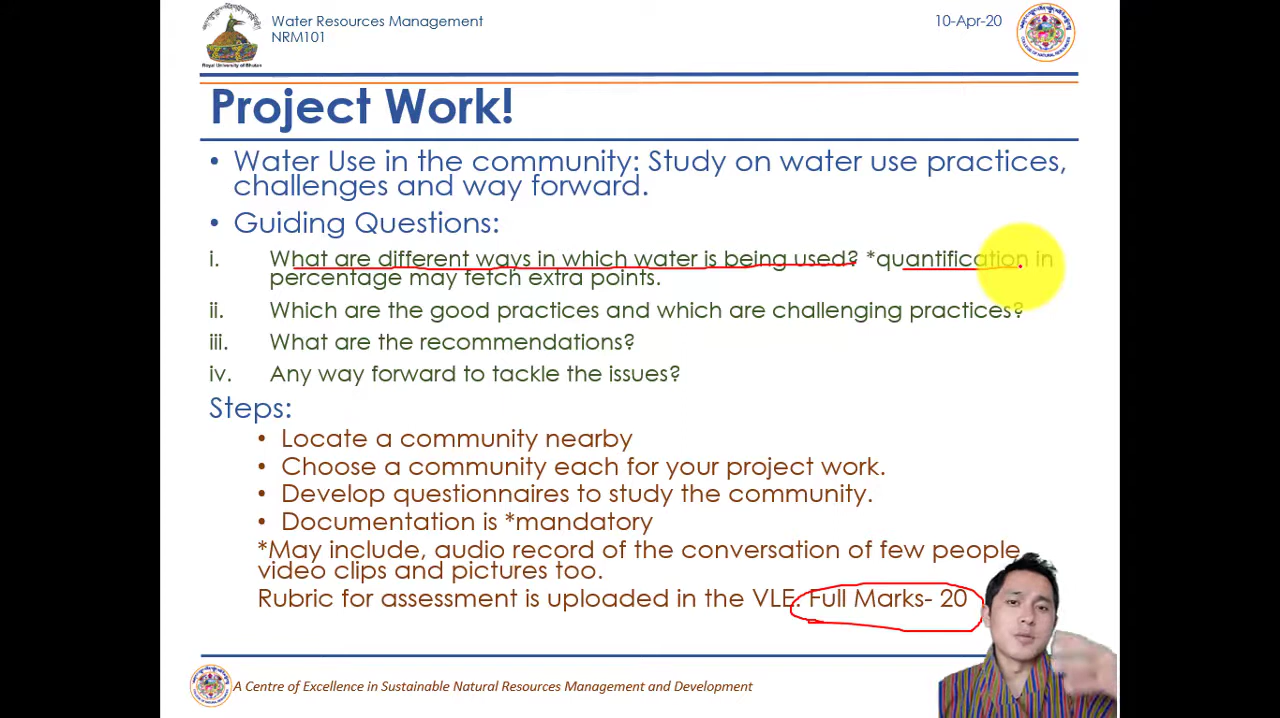 Water Resources Management
NRM101
10-Apr-20
Royal University of Bhutan
Project Work!
• Water Use in the community: Study on water use practices,
challenges and way forward.
• Guiding Questions:
i. What are different ways in which water is being used? *quantification in
percentage may fetch extra points.
ii. Which are the good practices and which are challenging practices?
iii. What are the recommendations?
iv. Any way forward to tackle the issues?
Steps:
• Locate a community nearby
• Choose a community each for your project work.
• Develop questionnaires to study the community.
• Documentation is *mandatory
*May include, audio record of the conversation of few people,
video clips and pictures too.
Rubric for assessment is uploaded in the VLE. Full Marks- 20
A Centre of Excellence in Sustainable Natural Resources Management and Development